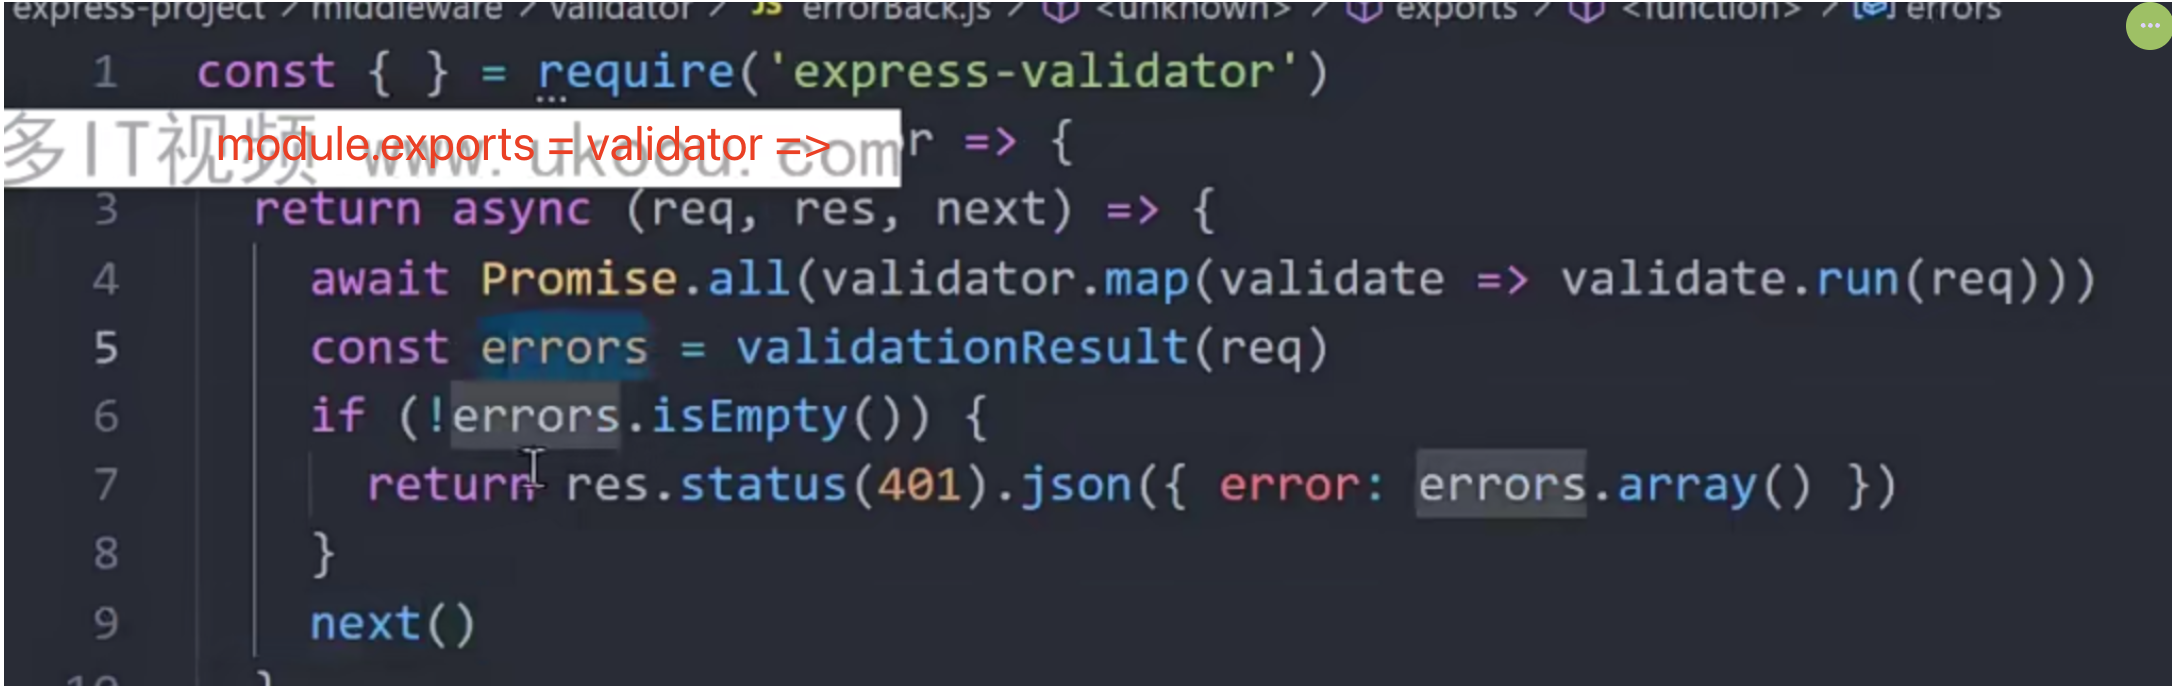 express-project / middleware / validator / JS errorBack.js / <unknown> / exports / <function> / errors
1 const { } = require('express-validator')
多IT视频 www.ukoou.com
module.exports = validator =>
r => {
3 return async (req, res, next) => {
4 await Promise.all(validator.map(validate => validate.run(req)))
5 const errors = validationResult(req)
6 if (!errors.isEmpty()) {
7 return res.status(401).json({ error: errors.array() })
8 }
9 next()
10 }